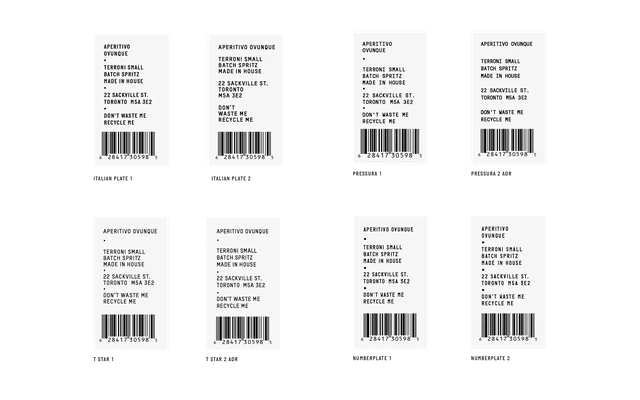 APERITIVO
OVUNQUE
•
TERRONI SMALL
BATCH SPRITZ
MADE IN HOUSE
•
22 SACKVILLE ST.
TORONTO M5A 3E2
•
DON'T WASTE ME
RECYCLE ME
6 28417 30598 5
ITALIAN PLATE 1
APERITIVO OVUNQUE
TERRONI SMALL
BATCH SPRITZ
MADE IN HOUSE
22 SACKVILLE ST.
TORONTO
M5A 3E2
DON'T
WASTE ME
RECYCLE ME
6 28417 30598 5
ITALIAN PLATE 2
APERITIVO
OVUNQUE
•
TERRONI SMALL
BATCH SPRITZ
MADE IN HOUSE
•
22 SACKVILLE ST.
TORONTO M5A 3E2
•
DON'T WASTE ME
RECYCLE ME
6 28417 30598 5
PRESSURA 1
APERITIVO OVUNQUE
TERRONI SMALL
BATCH SPRITZ
MADE IN HOUSE
22 SACKVILLE ST.
TORONTO M5A 3E2
DON'T WASTE ME
RECYCLE ME
6 28417 30598 5
PRESSURA 2 ADR
APERITIVO OVUNQUE
•
TERRONI SMALL
BATCH SPRITZ
MADE IN HOUSE
•
22 SACKVILLE ST.
TORONTO M5A 3E2
•
DON'T WASTE ME
RECYCLE ME
6 28417 30598 5
T STAR 1
APERITIVO OVUNQUE
•
TERRONI SMALL
BATCH SPRITZ
MADE IN HOUSE
•
22 SACKVILLE ST.
TORONTO M5A 3E2
•
DON'T WASTE ME
RECYCLE ME
6 28417 30598 5
T STAR 2 ADR
APERITIVO OVUNQUE
•
TERRONI SMALL
BATCH SPRITZ
MADE IN HOUSE
•
22 SACKVILLE ST.
TORONTO M5A 3E2
•
DON'T WASTE ME
RECYCLE ME
6 28417 30598 5
NUMBERPLATE 1
APERITIVO
OVUNQUE
•
TERRONI SMALL
BATCH SPRITZ
MADE IN HOUSE
•
22 SACKVILLE ST.
TORONTO M5A 3E2
•
DON'T WASTE ME
RECYCLE ME
6 28417 30598 5
NUMBERPLATE 2